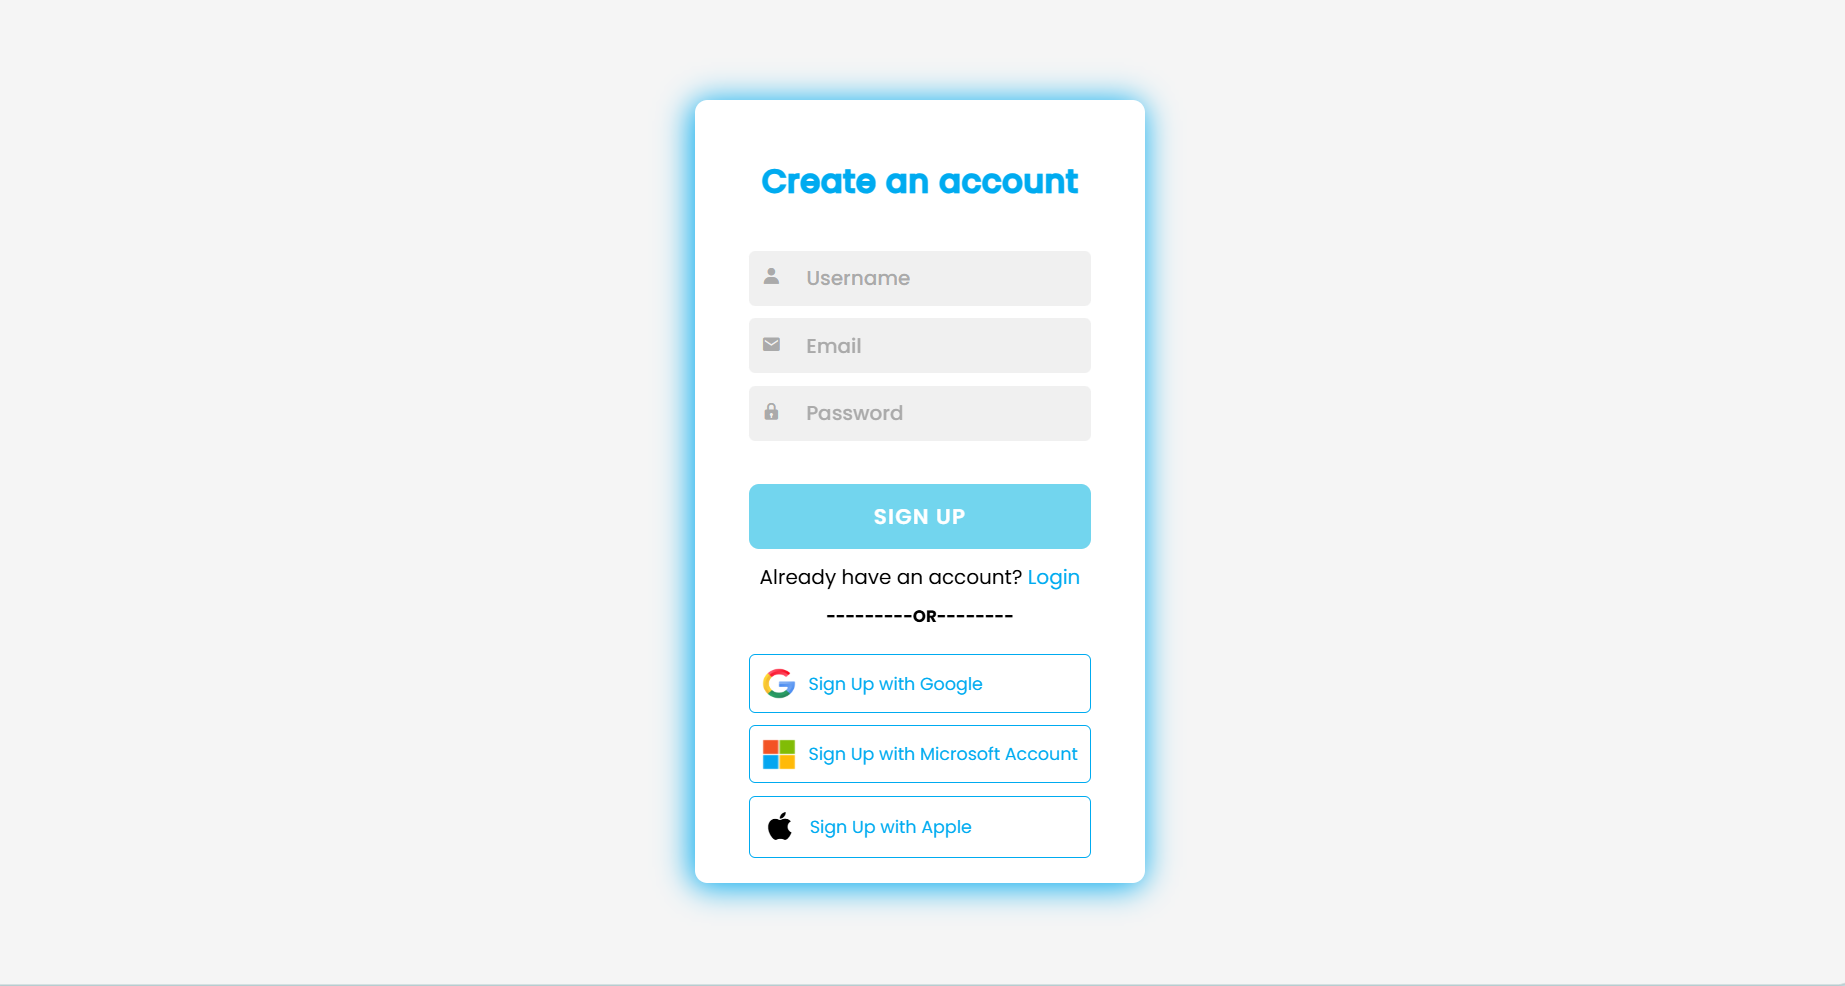 Create an account
Username
Email
Password
SIGN UP
Already have an account? Login
---------OR--------
Sign Up with Google
Sign Up with Microsoft Account
Sign Up with Apple